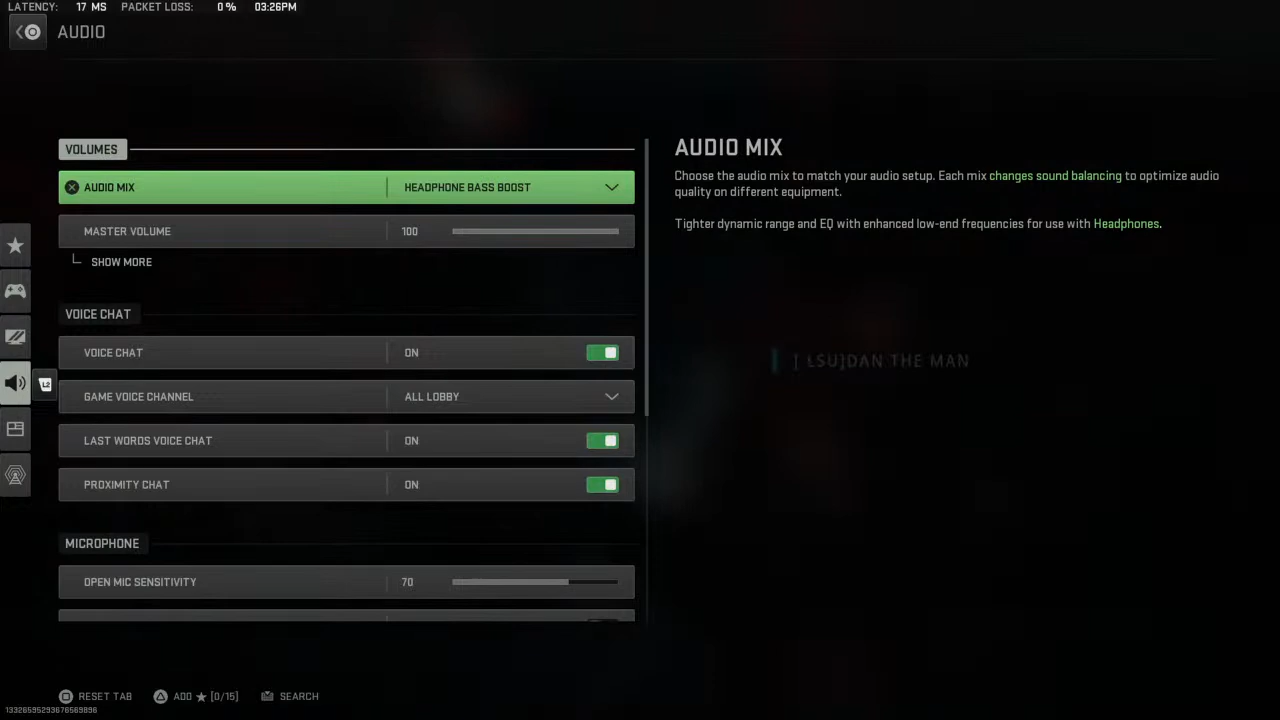 LATENCY: 17 MS PACKET LOSS: 0 % 03:26PM
AUDIO
VOLUMES
AUDIO MIX HEADPHONE BASS BOOST
MASTER VOLUME 100
SHOW MORE
VOICE CHAT
VOICE CHAT ON
GAME VOICE CHANNEL ALL LOBBY
L2
LAST WORDS VOICE CHAT ON
PROXIMITY CHAT ON
MICROPHONE
OPEN MIC SENSITIVITY 70
AUDIO MIX
Choose the audio mix to match your audio setup. Each mix changes sound balancing to optimize audio
quality on different equipment.
Tighter dynamic range and EQ with enhanced low-end frequencies for use with Headphones.
[ LSU]DAN THE MAN
RESET TAB ADD ★ [0/15] SEARCH